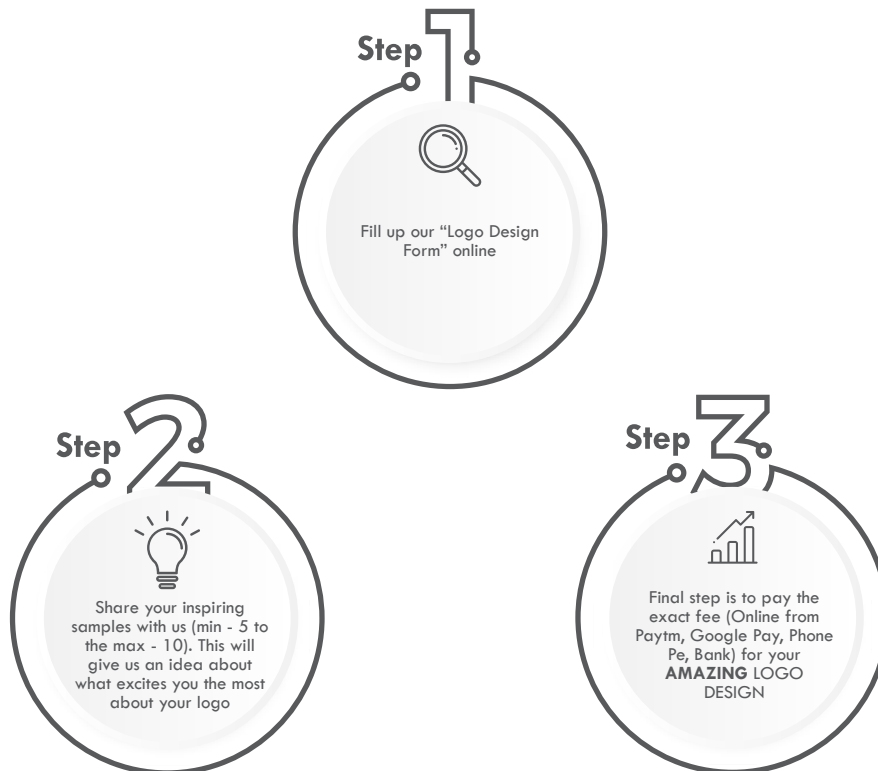 Step 1
Fill up our “Logo Design
Form” online
Step 2
Share your inspiring
samples with us (min - 5 to
the max - 10). This will
give us an idea about
what excites you the most
about your logo
Step 3
Final step is to pay the
exact fee (Online from
Paytm, Google Pay, Phone
Pe, Bank) for your
AMAZING LOGO
DESIGN